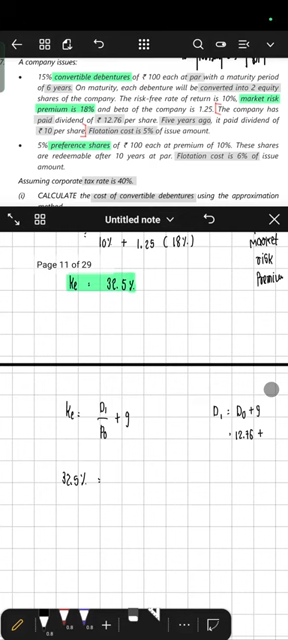 A company issues:
• 15% convertible debentures of ₹ 100 each at par with a maturity period
of 6 years. On maturity, each debenture will be converted into 2 equity
shares of the company. The risk-free rate of return is 10%, market risk
premium is 18% and beta of the company is 1.25. The company has
paid dividend of ₹ 12.76 per share. Five years ago, it paid dividend of
₹ 10 per share. Flotation cost is 5% of issue amount.
• 5% preference shares of ₹ 100 each at premium of 10%. These
shares are redeemable after 10 years at par. Flotation cost is 6% of issue
amount.
Assuming corporate tax rate is 40%.
(i) CALCULATE the cost of convertible debentures using the approximation
Untitled note
10% + 1.25 (18%)
market
risk
premium
Page 11 of 29
Ke = 32.5%
Ke = D1/P0 + g
D1 = D0 + g
= 12.76 +
32.5% =
0.8 0.8 0.8